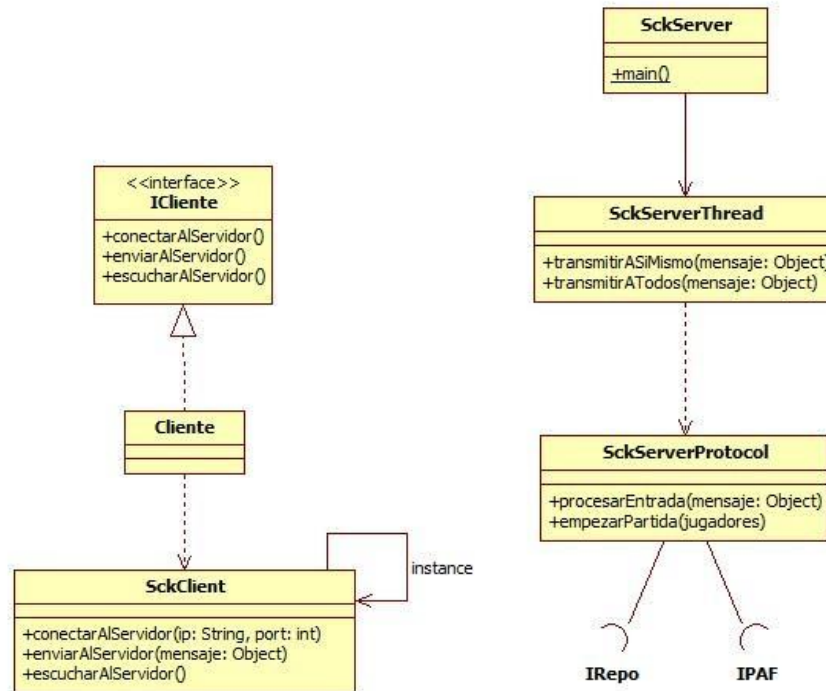 SckServer
+main()
<<interface>>
ICliente
+conectarAlServidor()
+enviarAlServidor()
+escucharAlServidor()
SckServerThread
+transmitirASiMismo(mensaje: Object)
+transmitirATodos(mensaje: Object)
Cliente
SckServerProtocol
+procesarEntrada(mensaje: Object)
+empezarPartida(jugadores)
instance
SckClient
+conectarAlServidor(ip: String, port: int)
+enviarAlServidor(mensaje: Object)
+escucharAlServidor()
IRepo
IPAF